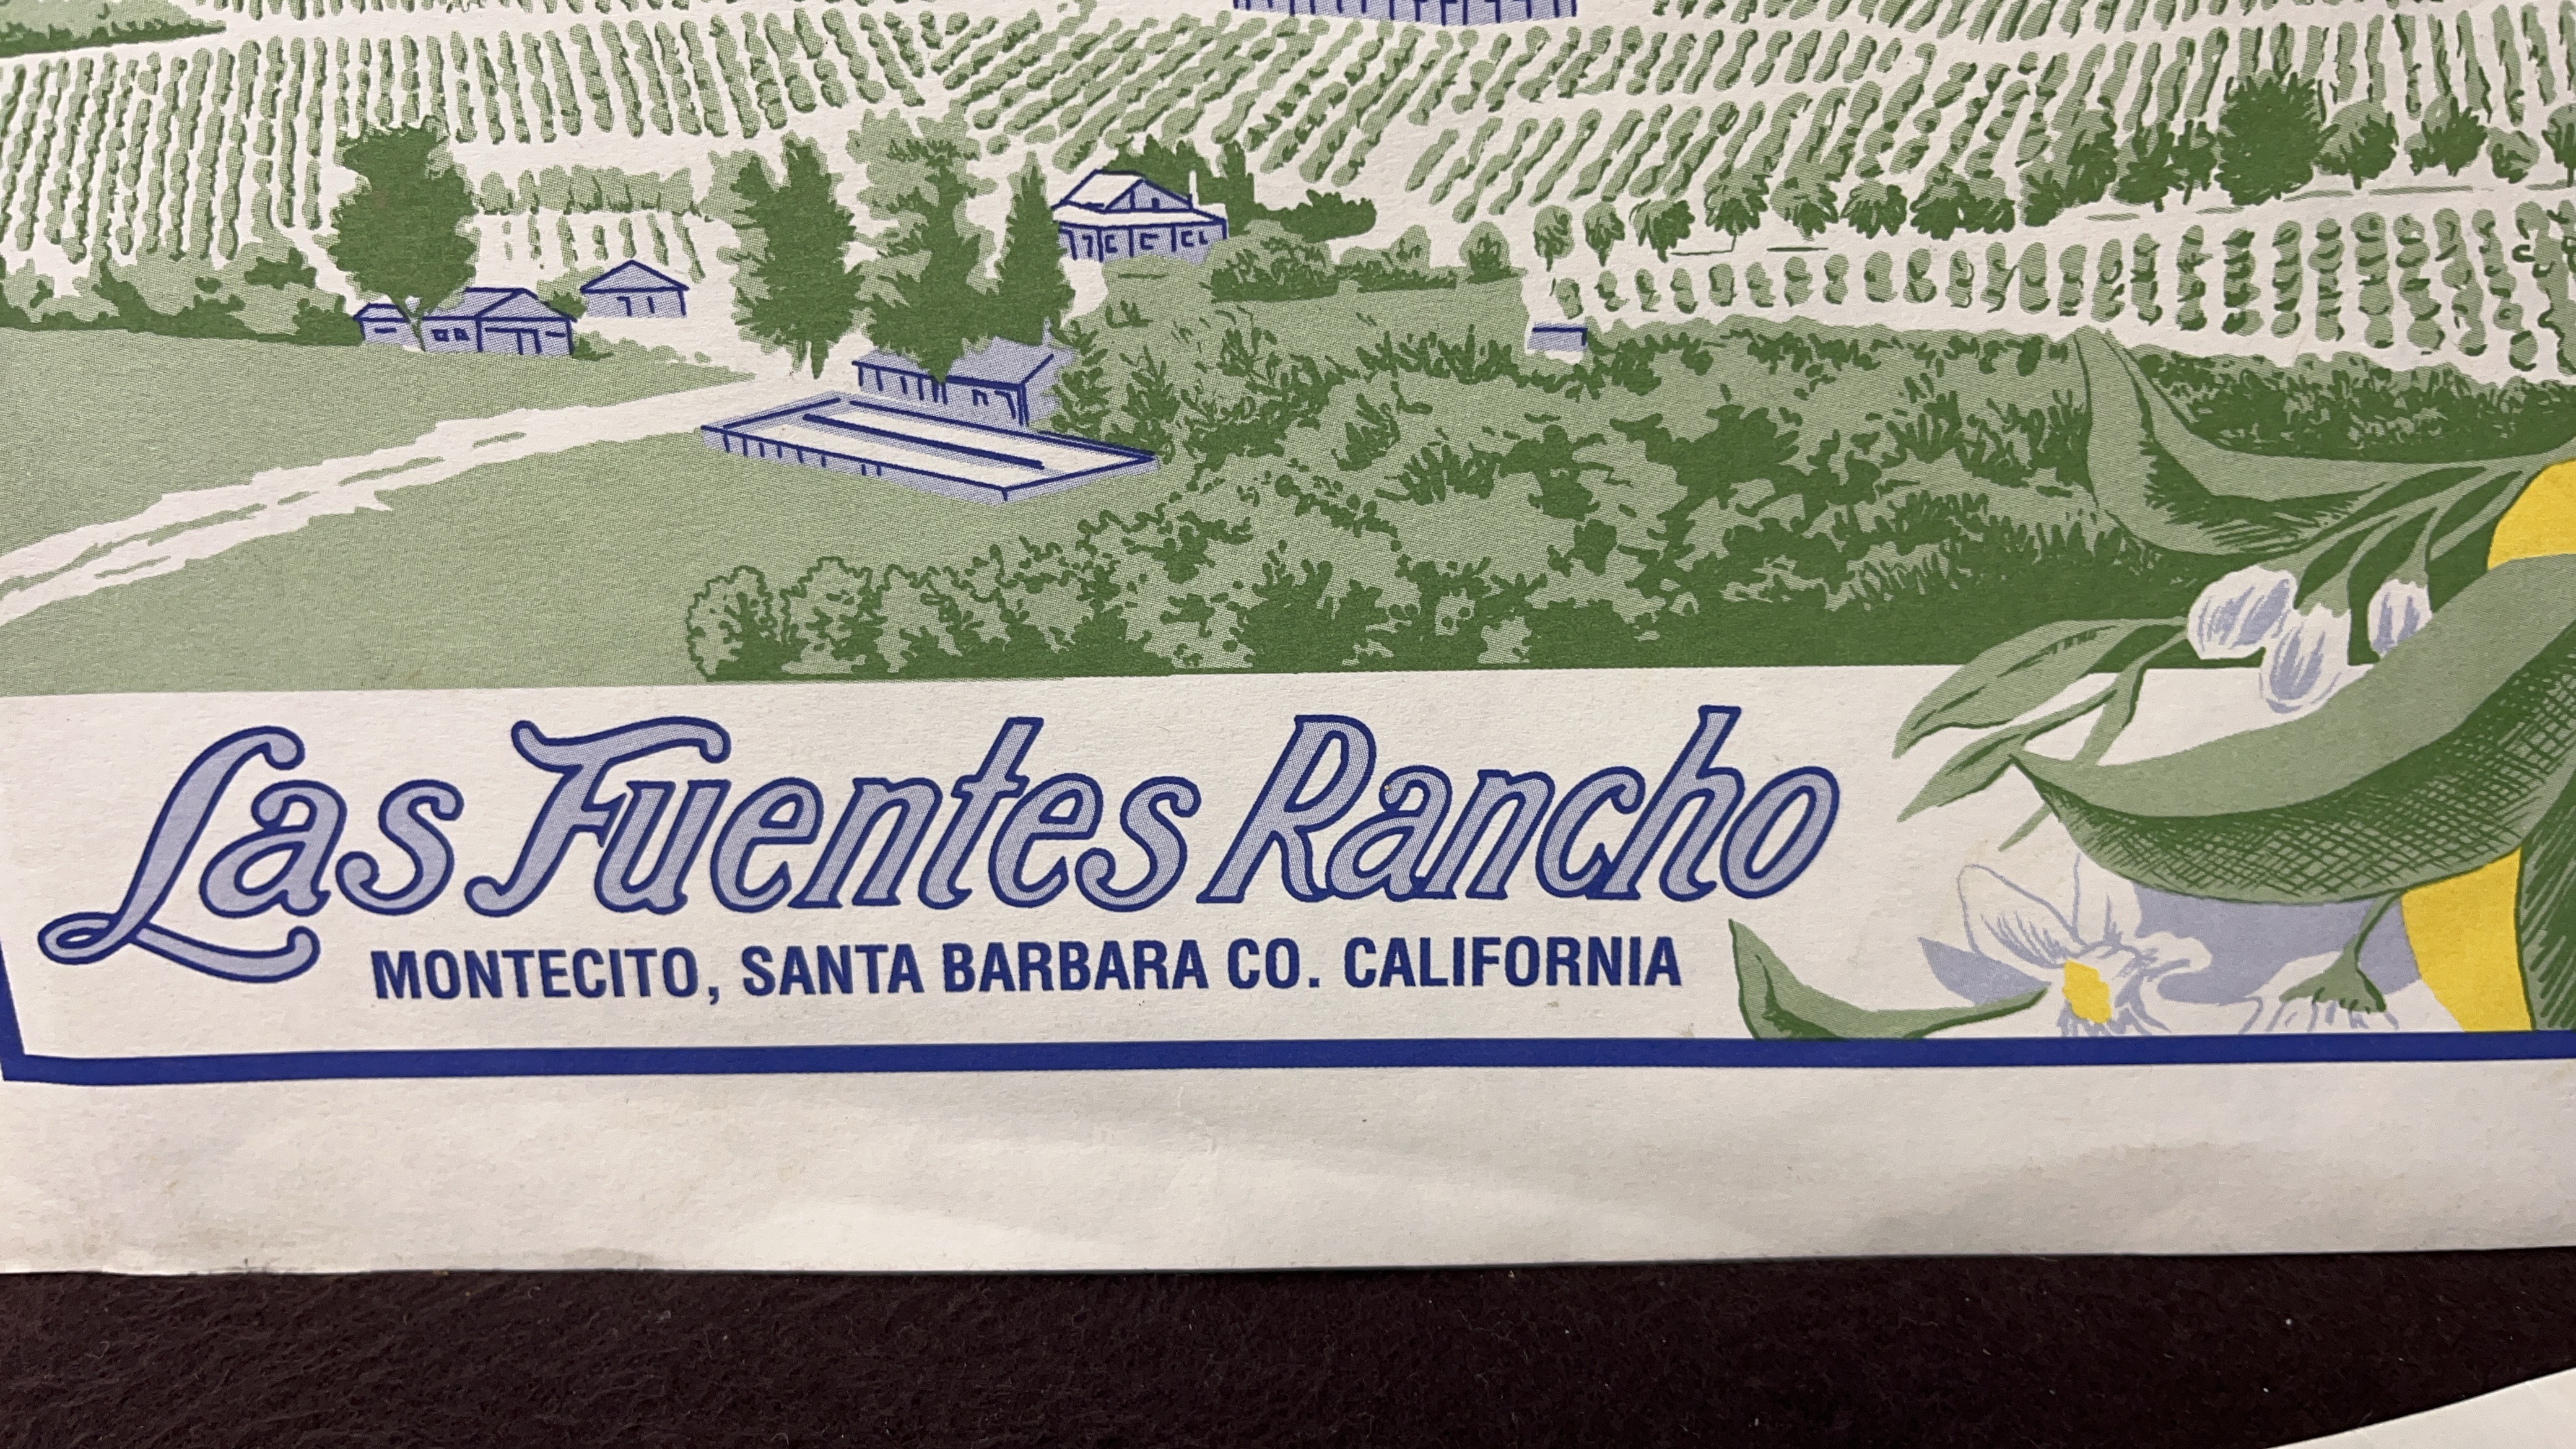 Las Fuentes Rancho
MONTECITO, SANTA BARBARA CO. CALIFORNIA